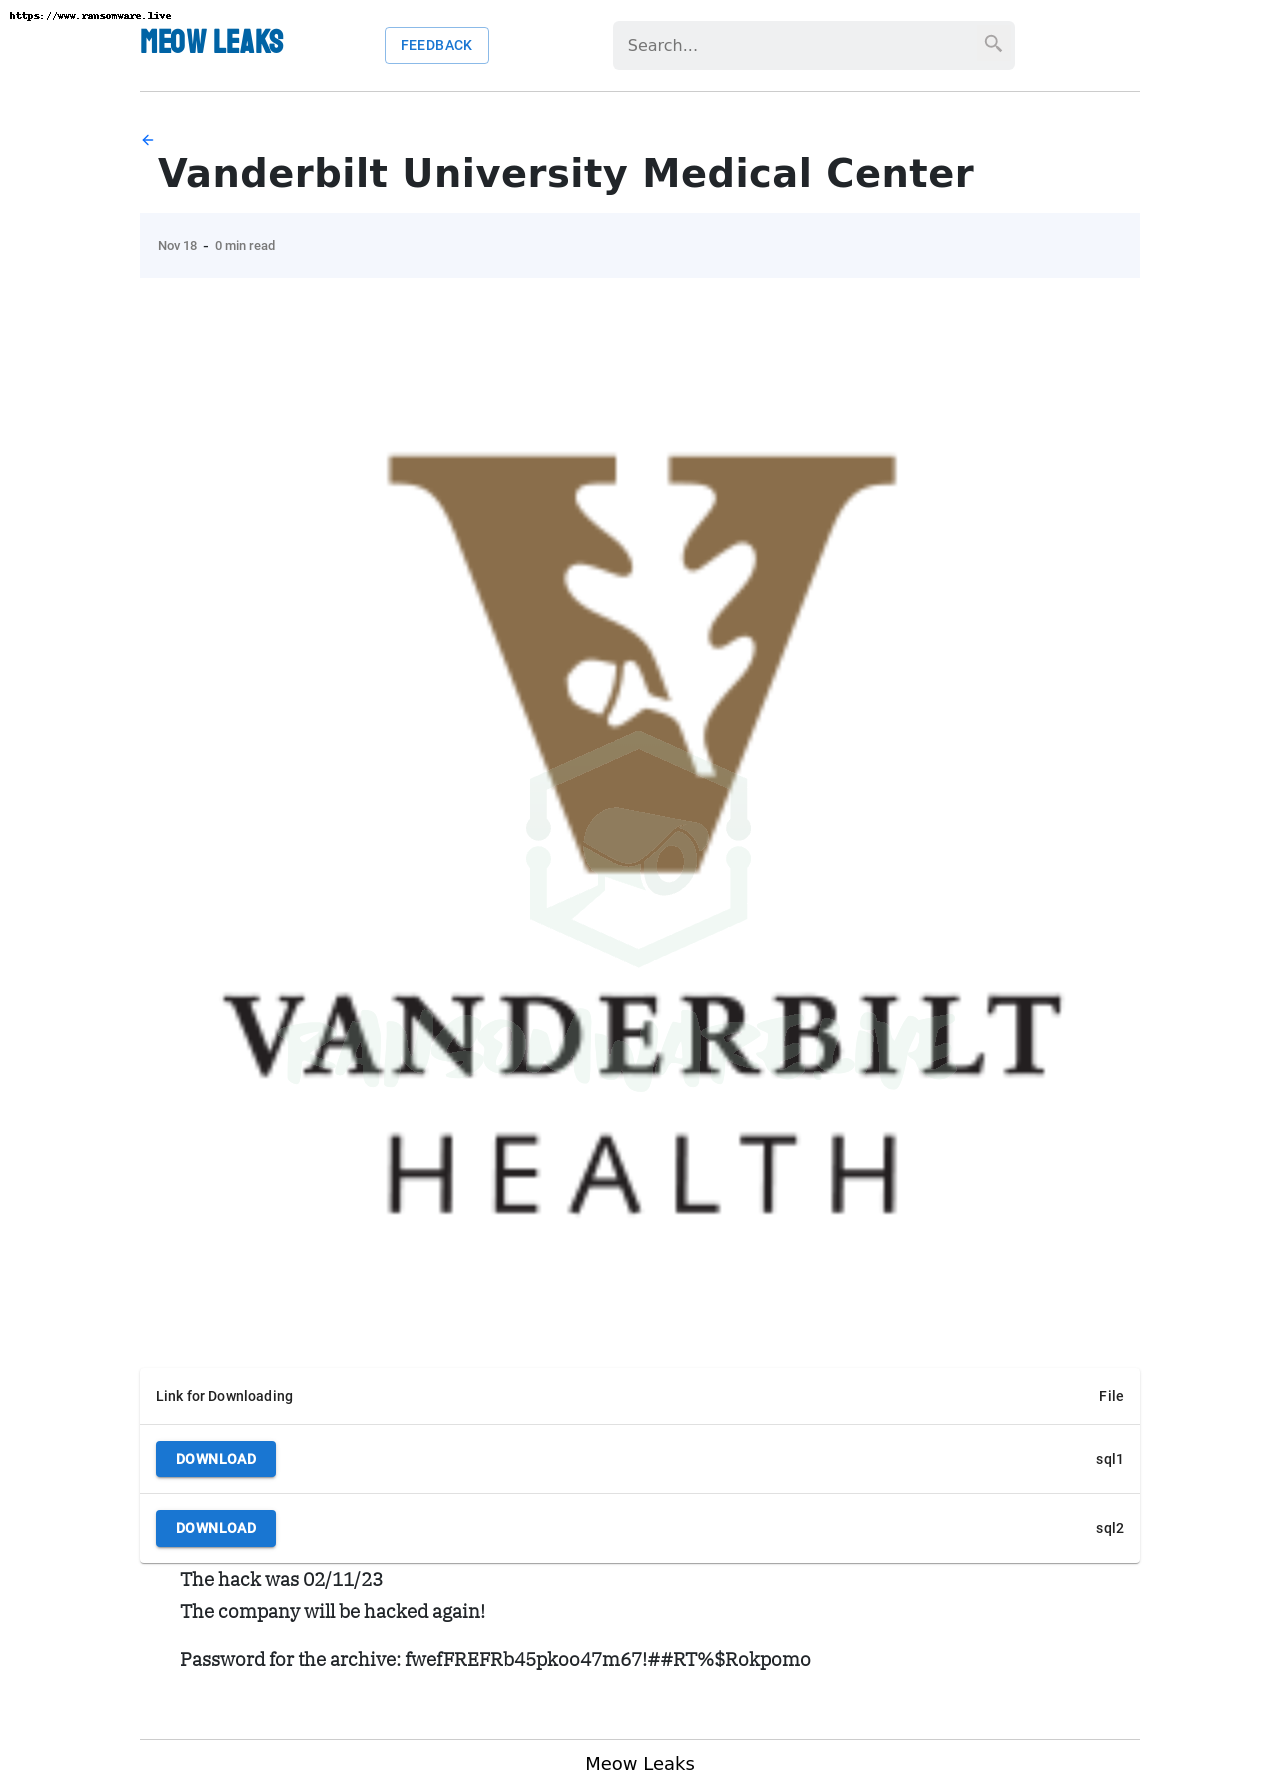 https://www.ransomware.live
MEOW LEAKS
FEEDBACK
Search...
Vanderbilt University Medical Center
Nov 18 - 0 min read
VANDERBILT
RANSOMWARE.LIVE
HEALTH
Link for Downloading File
DOWNLOAD sql1
DOWNLOAD sql2
The hack was 02/11/23
The company will be hacked again!
Password for the archive: fwefFREFRb45pkoo47m67!##RT%$Rokpomo
Meow Leaks